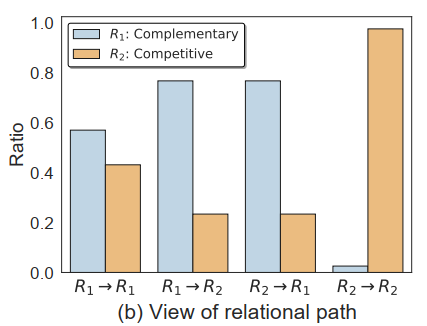 R₁: Complementary
R₂: Competitive
1.0
0.8
0.6
0.4
0.2
0.0
Ratio
R₁→R₁ R₁→R₂ R₂→R₁ R₂→R₂
(b) View of relational path